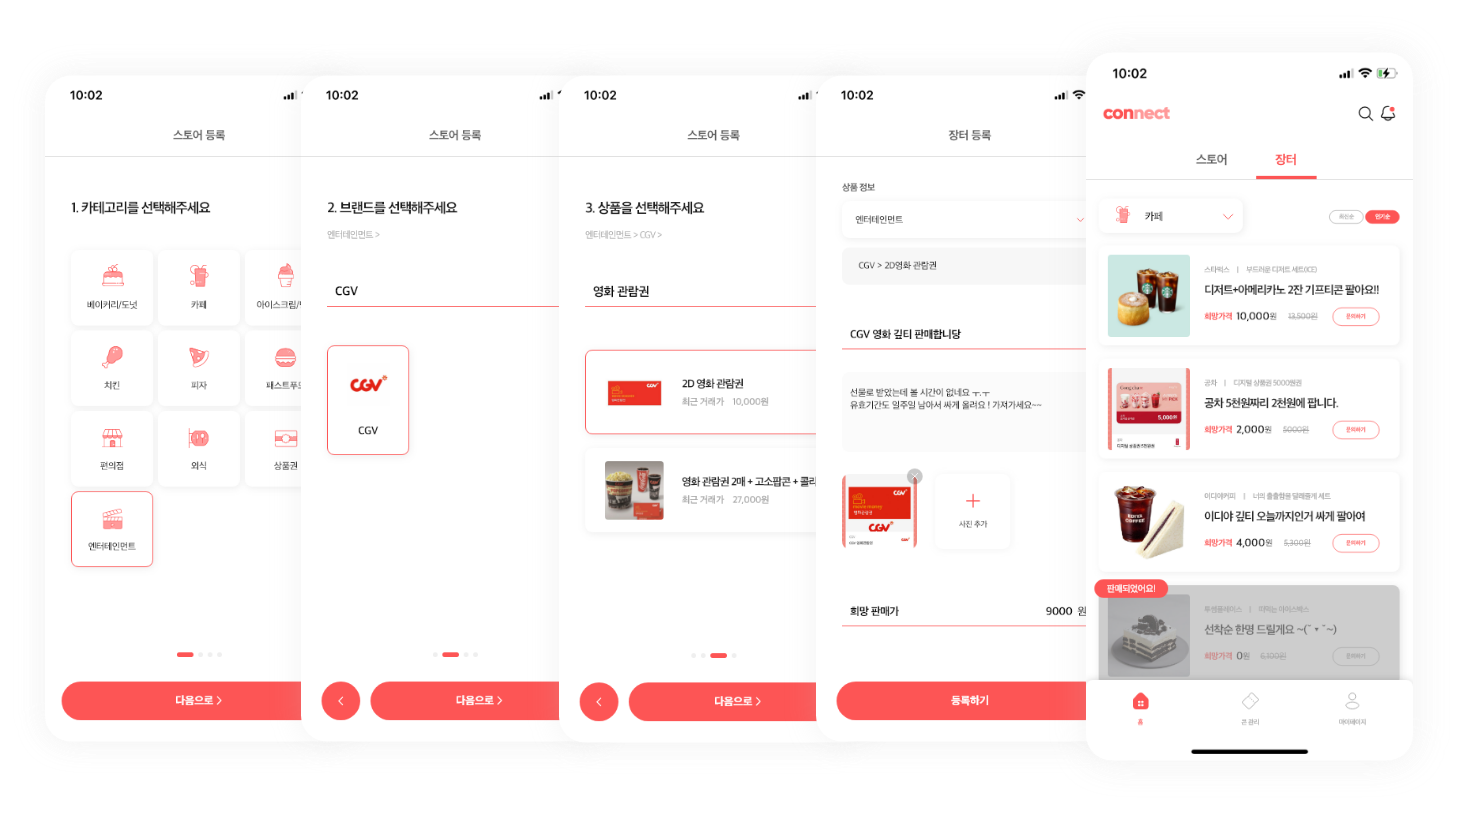 10:02
스토어 등록
1. 카테고리를 선택해주세요
베이커리/도넛
카페
아이스크림/
치킨
피자
패스트푸드
편의점
외식
상품권
엔터테인먼트
다음으로 >
10:02
스토어 등록
2. 브랜드를 선택해주세요
엔터테인먼트 >
CGV
CGV
CGV
다음으로 >
10:02
스토어 등록
3. 상품을 선택해주세요
엔터테인먼트 > CGV >
영화 관람권
CGV
2D 영화 관람권
최근 거래가 10,000원
영화 관람권 2매 + 고소팝콘 + 콜라
최근 거래가 27,000원
다음으로 >
10:02
장터 등록
상품 정보
엔터테인먼트
CGV > 2D영화 관람권
CGV 영화 깊티 판매합니당
선물로 받았는데 볼 시간이 없네요 ㅜ.ㅜ
유효기간도 일주일 남아서 싸게 올려요 ! 가져가세요~~
CGV
CGV
사진 추가
희망 판매가 9000 원
등록하기
10:02
connect
스토어 장터
카페
최신순 인기순
스타벅스 | 부드러운 디저트 세트(ICE)
디저트+아메리카노 2잔 기프티콘 팔아요!!
희망가격 10,000원 13,500원 문의하기
공차 | 디지털 상품권 5000원권
공차 5천원짜리 2천원에 팝니다.
희망가격 2,000원 5000원 문의하기
5,000원
이디야커피 | 너의 출출함을 달래줄게 세트
이디야 깊티 오늘까지인거 싸게 팔아여
희망가격 4,000원 5,300원 문의하기
EDIYA
COFFEE
판매되었어요!
투썸플레이스 | 떠먹는 아이스박스
선착순 한명 드릴게요 ~(˘▾˘~)
희망가격 0원 6,100원 문의하기
홈
콘 관리
마이페이지